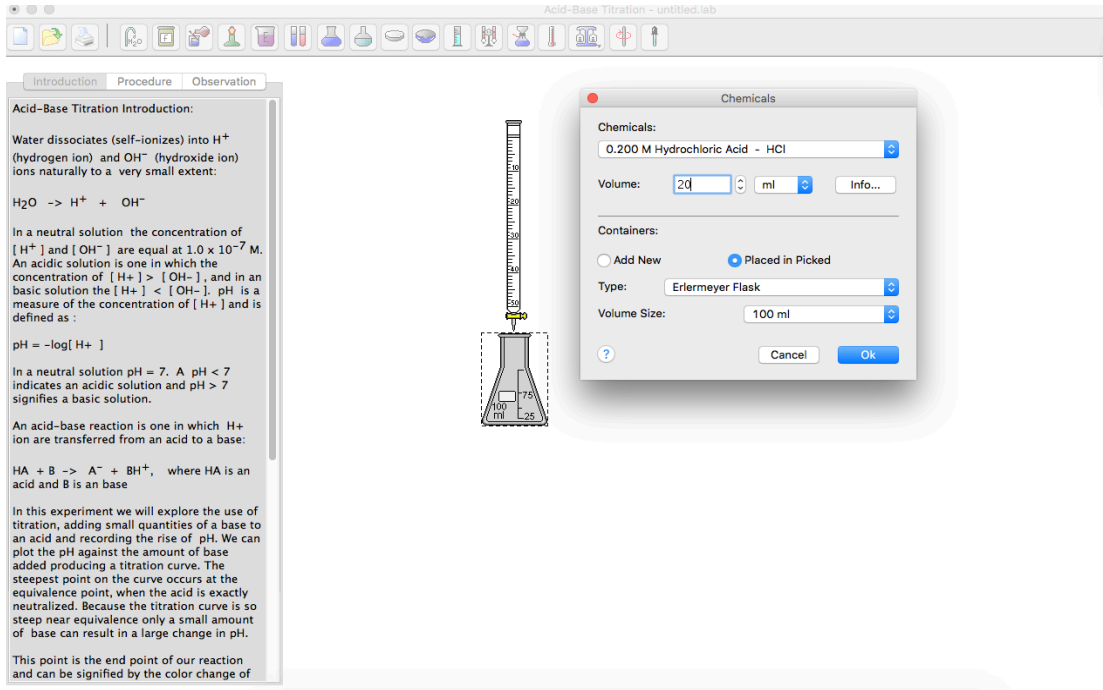 Acid-Base Titration - untitled.lab
Introduction Procedure Observation
Acid-Base Titration Introduction:
Water dissociates (self-ionizes) into H+
(hydrogen ion) and OH− (hydroxide ion)
ions naturally to a very small extent:
H2O -> H+ + OH−
In a neutral solution the concentration of
[ H+ ] and [ OH− ] are equal at 1.0 x 10−7 M.
An acidic solution is one in which the
concentration of [ H+ ] > [ OH- ] , and in an
basic solution the [ H+ ] < [ OH-]. pH is a
measure of the concentration of [ H+ ] and is
defined as :
pH = -log[ H+ ]
In a neutral solution pH = 7. A pH < 7
indicates an acidic solution and pH > 7
signifies a basic solution.
An acid-base reaction is one in which H+
ion are transferred from an acid to a base:
HA + B -> A− + BH+, where HA is an
acid and B is an base
In this experiment we will explore the use of
titration, adding small quantities of a base to
an acid and recording the rise of pH. We can
plot the pH against the amount of base
added producing a titration curve. The
steepest point on the curve occurs at the
equivalence point, when the acid is exactly
neutralized. Because the titration curve is so
steep near equivalence only a small amount
of base can result in a large change in pH.
This point is the end point of our reaction
and can be signified by the color change of
10
20
30
40
50
75
100
ml 25
Chemicals
Chemicals:
0.200 M Hydrochloric Acid - HCl
Volume: 20 ml Info...
Containers:
Add New Placed in Picked
Type: Erlermeyer Flask
Volume Size: 100 ml
? Cancel Ok